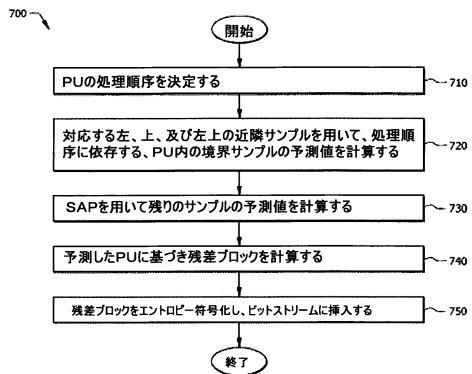 700
開始
PUの処理順序を決定する
710
対応する左、上、及び左上の近隣サンプルを用いて、処理順
序に依存する、PU内の境界サンプルの予測値を計算する
720
SAPを用いて残りのサンプルの予測値を計算する
730
予測したPUに基づき残差ブロックを計算する
740
残差ブロックをエントロピー符号化し、ビットストリームに挿入する
750
終了